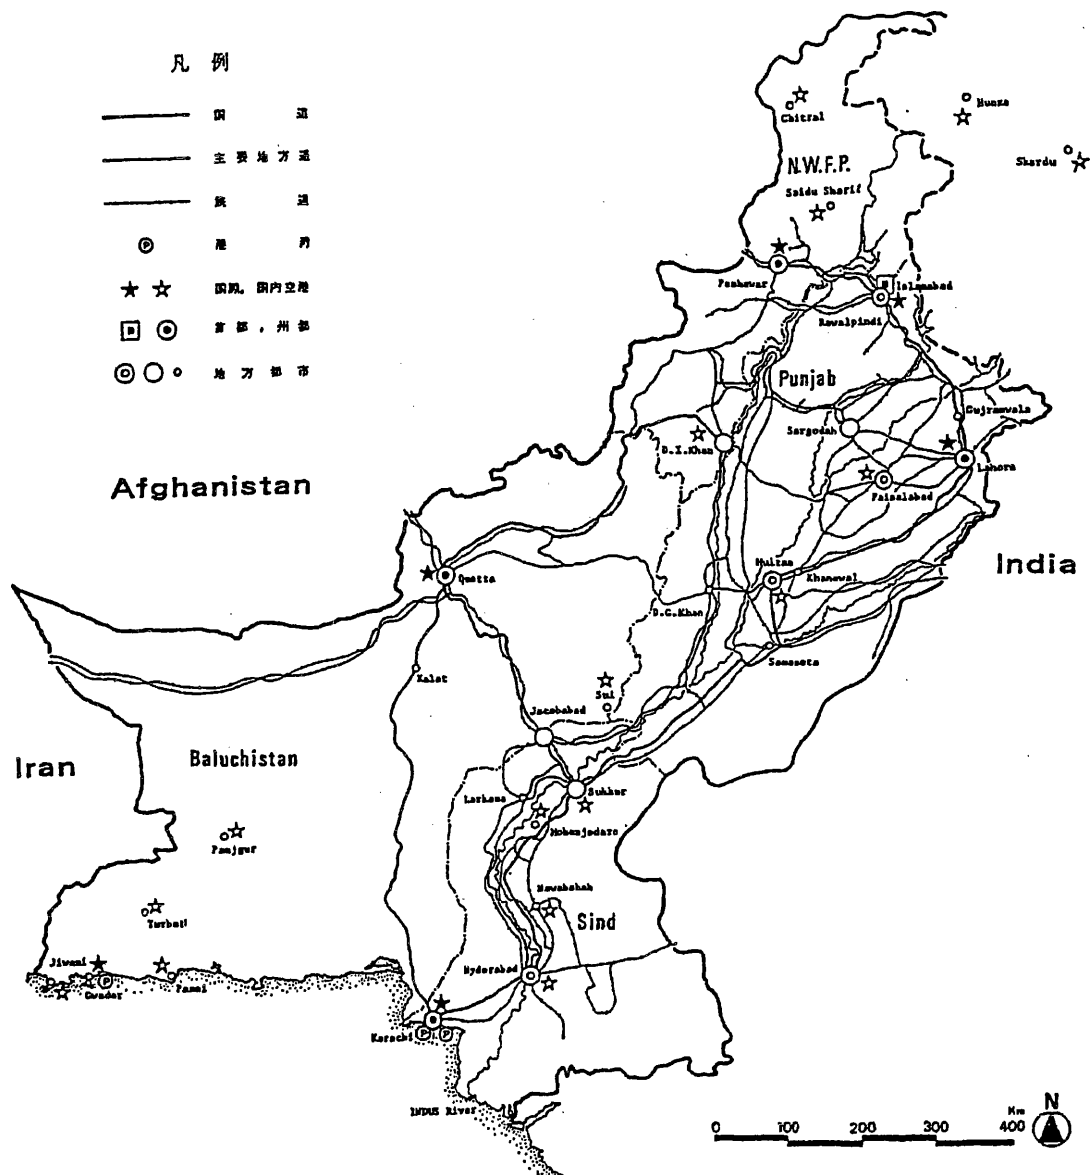 凡 例
国 道
主 要 地 方 道
鉄 道
港 湾
国際, 国内空港
首 都 , 州 都
地 方 都 市
Chitral
Hunza
Skardu
N.W.F.P.
Saidu Sharif
Peshawar
Islamabad
Rawalpindi
Punjab
Gujranwala
Sargodah
D.I.Khan
Lahore
Faisalabad
Afghanistan
India
Multan
Khanewal
Quetta
D.G.Khan
Samasata
Kalat
Sui
Jacobabad
Iran
Baluchistan
Larkana
Sukkur
Mohenjadaro
Panjgur
Nawabshah
Sind
Turbat
Jiwani
Hyderabad
Gwadar
Pasni
Karachi
P P P
INDUS River
Km
N
0 100 200 300 400